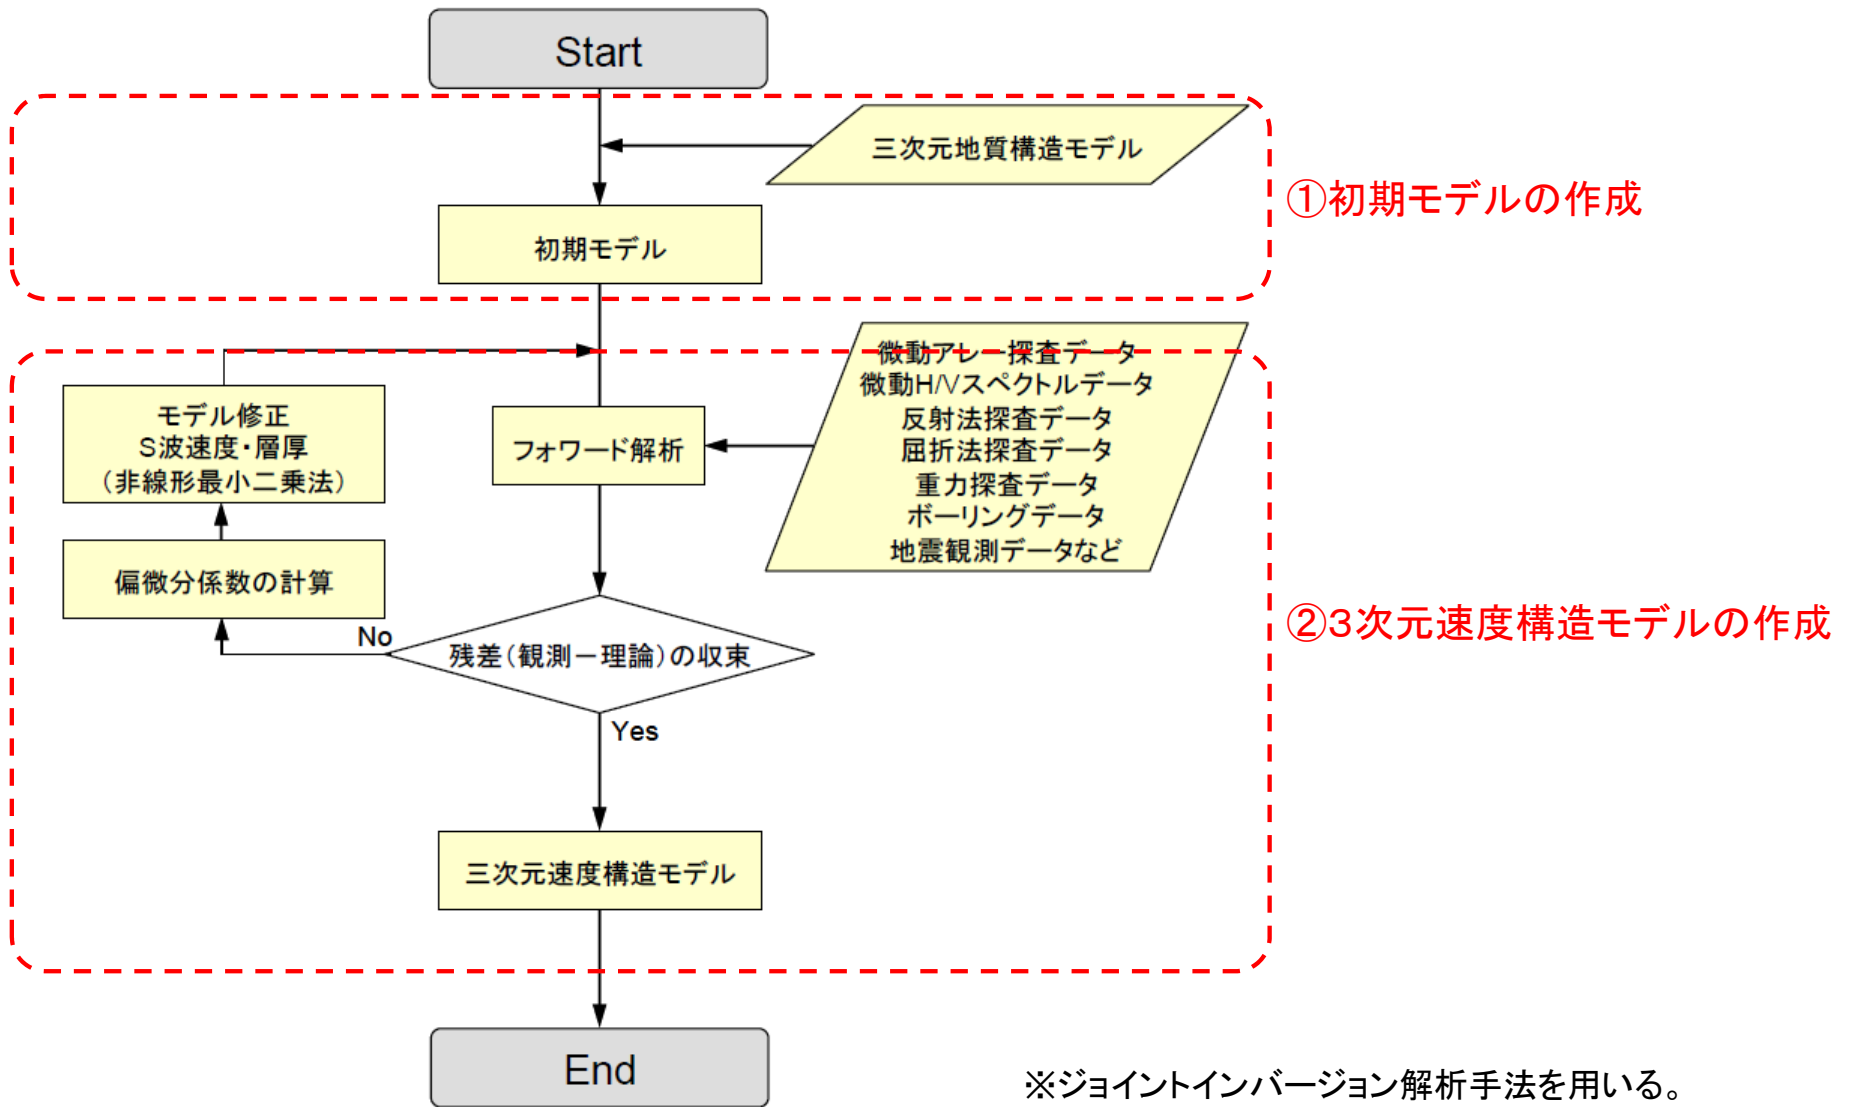 Start
三次元地質構造モデル
①初期モデルの作成
初期モデル
微動アレー探査データ
微動H/Vスペクトルデータ
反射法探査データ
屈折法探査データ
重力探査データ
ボーリングデータ
地震観測データなど
モデル修正
S波速度・層厚
（非線形最小二乗法）
フォワード解析
偏微分係数の計算
②3次元速度構造モデルの作成
No
残差（観測－理論）の収束
Yes
三次元速度構造モデル
End
※ジョイントインバージョン解析手法を用いる。